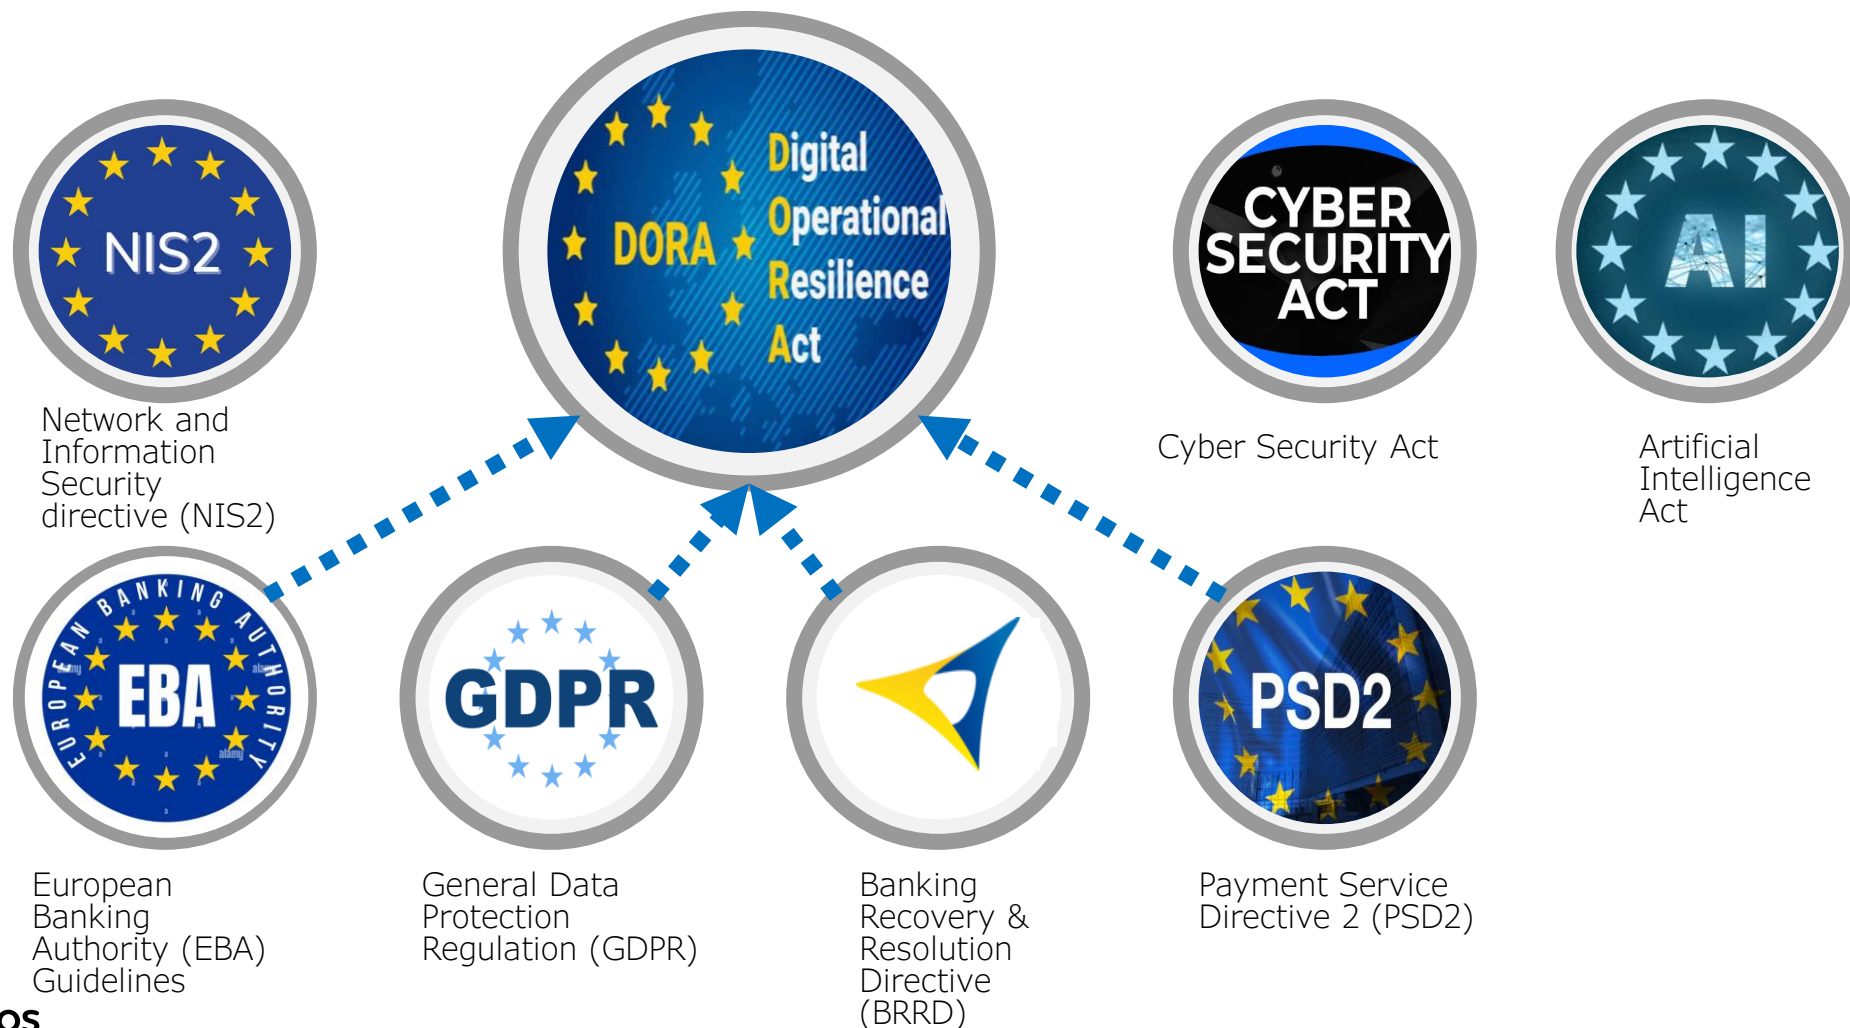 NIS2
DORA
Digital
Operational
Resilience
Act
CYBER
SECURITY
ACT
AI
Network and
Information
Security
directive (NIS2)
Cyber Security Act
Artificial
Intelligence
Act
EUROPEAN BANKING AUTHORITY
EBA
alamy
GDPR
PSD2
European
Banking
Authority (EBA)
Guidelines
General Data
Protection
Regulation (GDPR)
Banking
Recovery &
Resolution
Directive
(BRRD)
Payment Service
Directive 2 (PSD2)
os